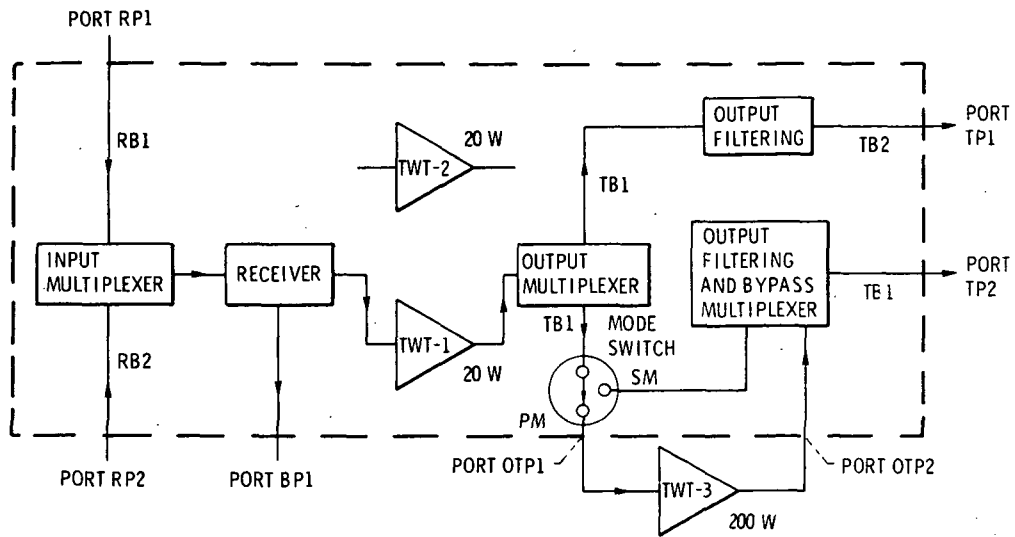 PORT RP1
RB1
20 W
TWT-2
OUTPUT
FILTERING
TB2
PORT
TP1
TB1
INPUT
MULTIPLEXER
RECEIVER
OUTPUT
MULTIPLEXER
OUTPUT
FILTERING
AND BYPASS
MULTIPLEXER
TB1
PORT
TP2
RB2
TWT-1
20 W
TB1
MODE
SWITCH
SM
PM
PORT RP2
PORT BP1
PORT OTP1
PORT OTP2
TWT-3
200 W